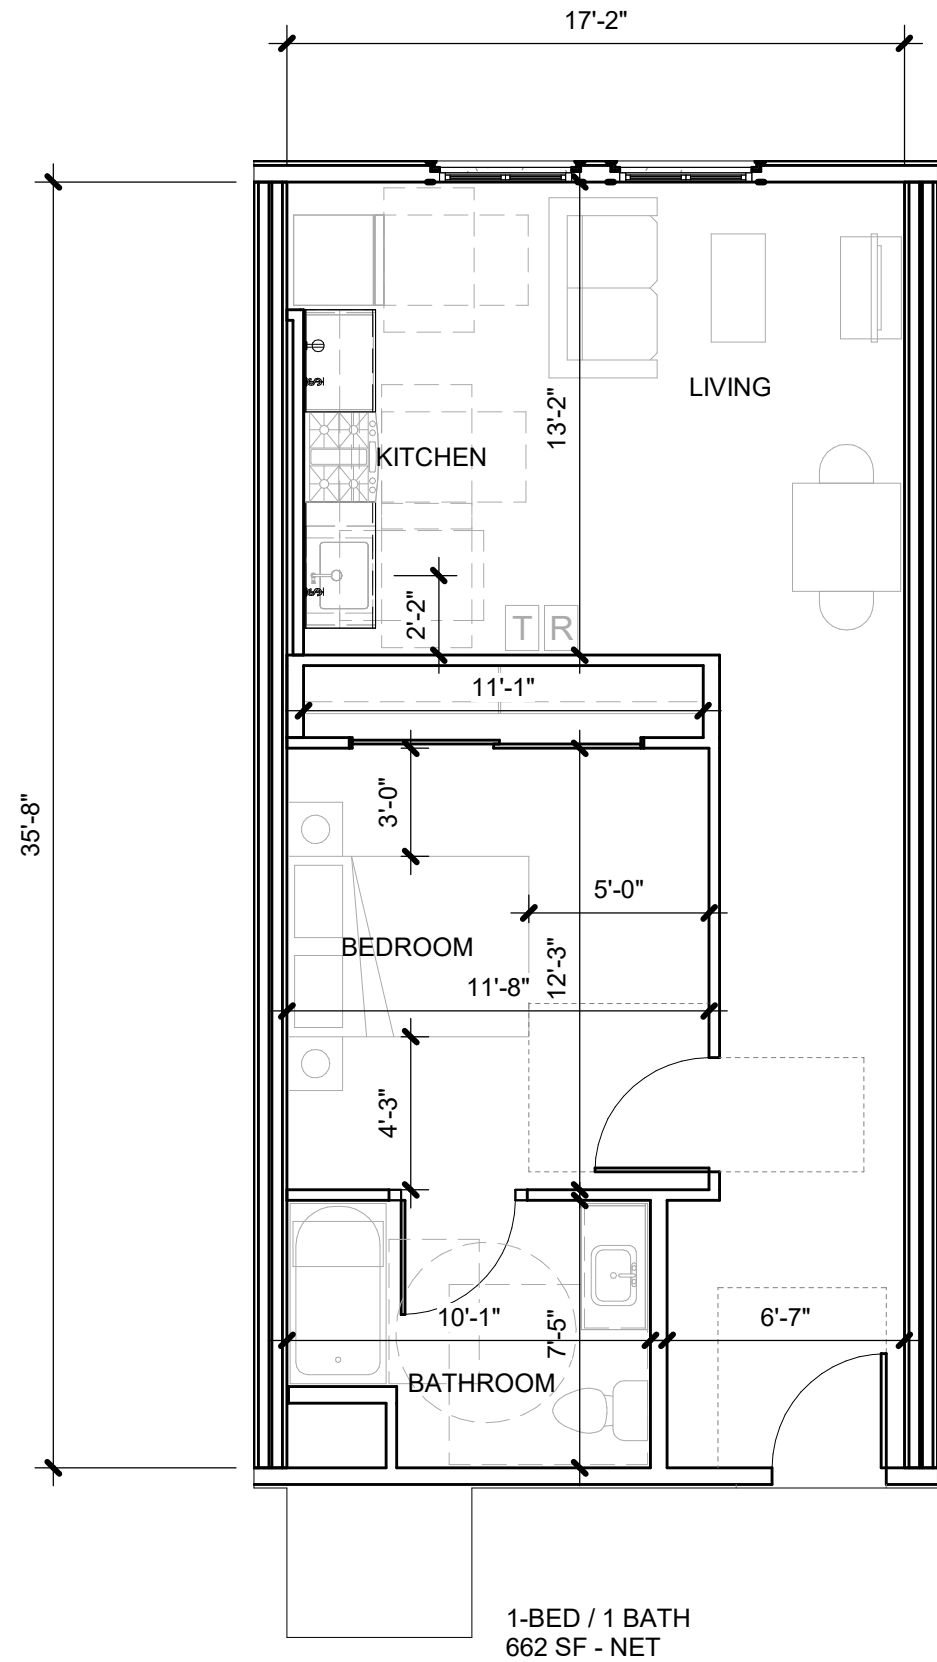 17'-2"
LIVING
13'-2"
KITCHEN
2'-2"
T R
11'-1"
35'-8"
3'-0"
5'-0"
BEDROOM
12'-3"
11'-8"
4'-3"
10'-1"
7'-5"
6'-7"
BATHROOM
1-BED / 1 BATH
662 SF - NET